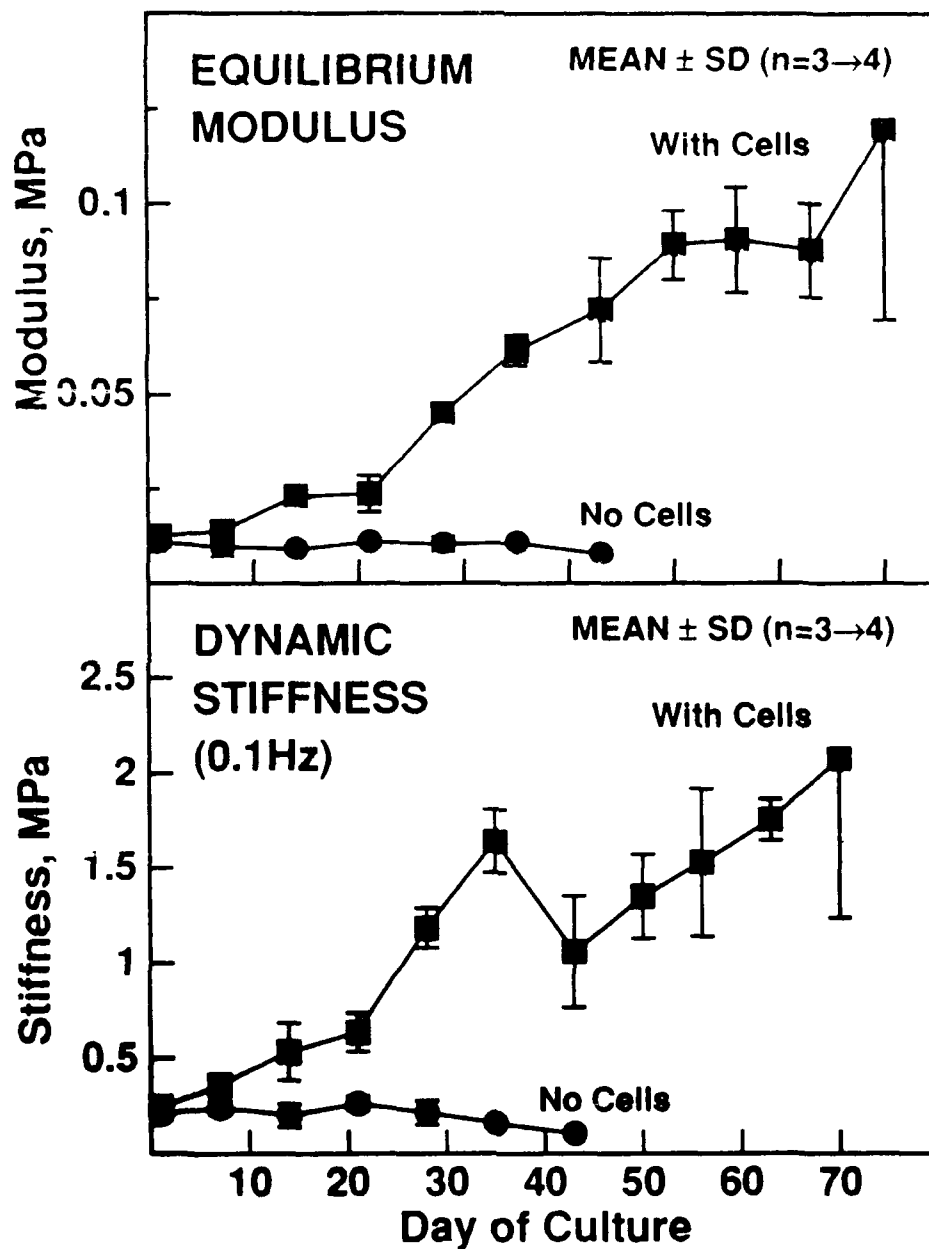 EQUILIBRIUM
MODULUS
MEAN ± SD (n=3→4)
With Cells
No Cells
Modulus, MPa
0.1
0.05
DYNAMIC
STIFFNESS
(0.1Hz)
MEAN ± SD (n=3→4)
With Cells
No Cells
Stiffness, MPa
2.5
2
1.5
1
0.5
10 20 30 40 50 60 70
Day of Culture